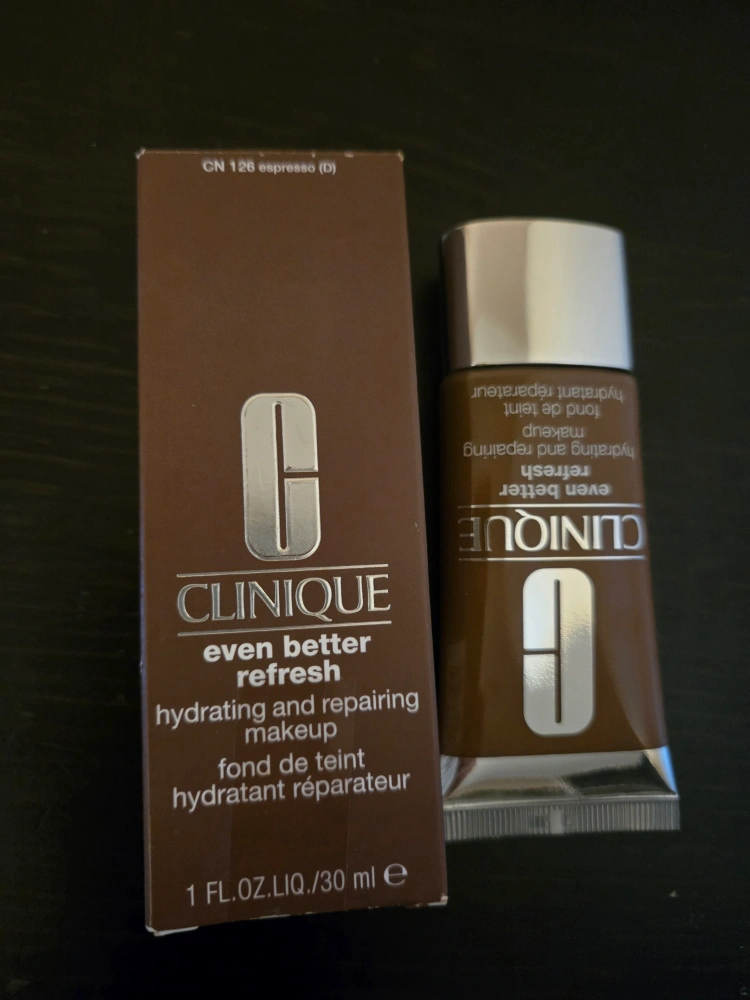 CN 126 espresso (D)
C
CLINIQUE
even better
refresh
hydrating and repairing
makeup
fond de teint
hydratant réparateur
1 FL.OZ.LIQ./30 ml ℮
C
CLINIQUE
even better
refresh
hydrating and repairing
makeup
fond de teint
hydratant réparateur